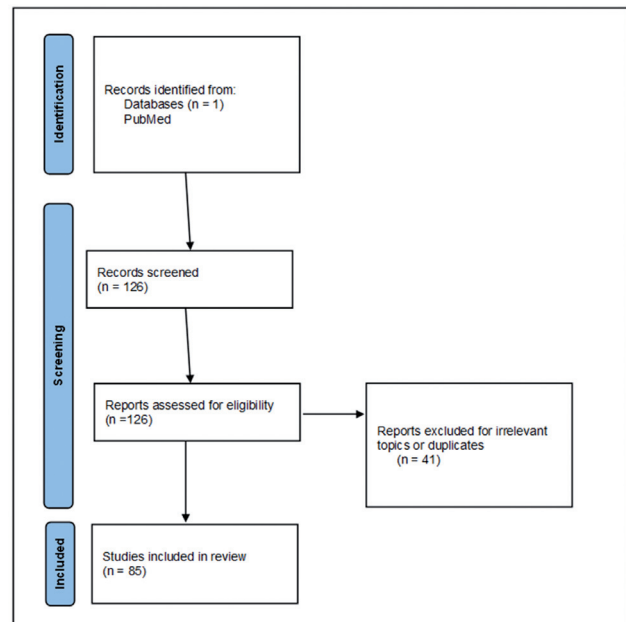 Identification
Records identified from:
Databases (n = 1)
PubMed
Screening
Records screened
(n = 126)
Reports assessed for eligibility
(n =126)
Reports excluded for irrelevant
topics or duplicates
(n = 41)
Included
Studies included in review
(n = 85)